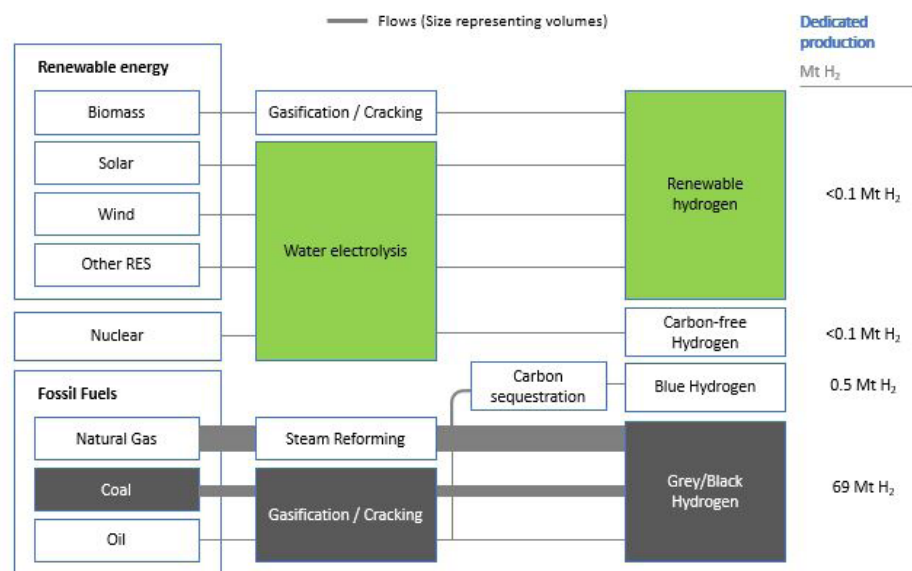 Flows (Size representing volumes)
Dedicated
production
Mt H₂
Renewable energy
Biomass
Gasification / Cracking
Solar
Wind
Other RES
Water electrolysis
Renewable
hydrogen
<0.1 Mt H₂
Nuclear
Carbon-free
Hydrogen
<0.1 Mt H₂
Fossil Fuels
Carbon
sequestration
Blue Hydrogen
0.5 Mt H₂
Natural Gas
Steam Reforming
Coal
Gasification / Cracking
Oil
Grey/Black
Hydrogen
69 Mt H₂